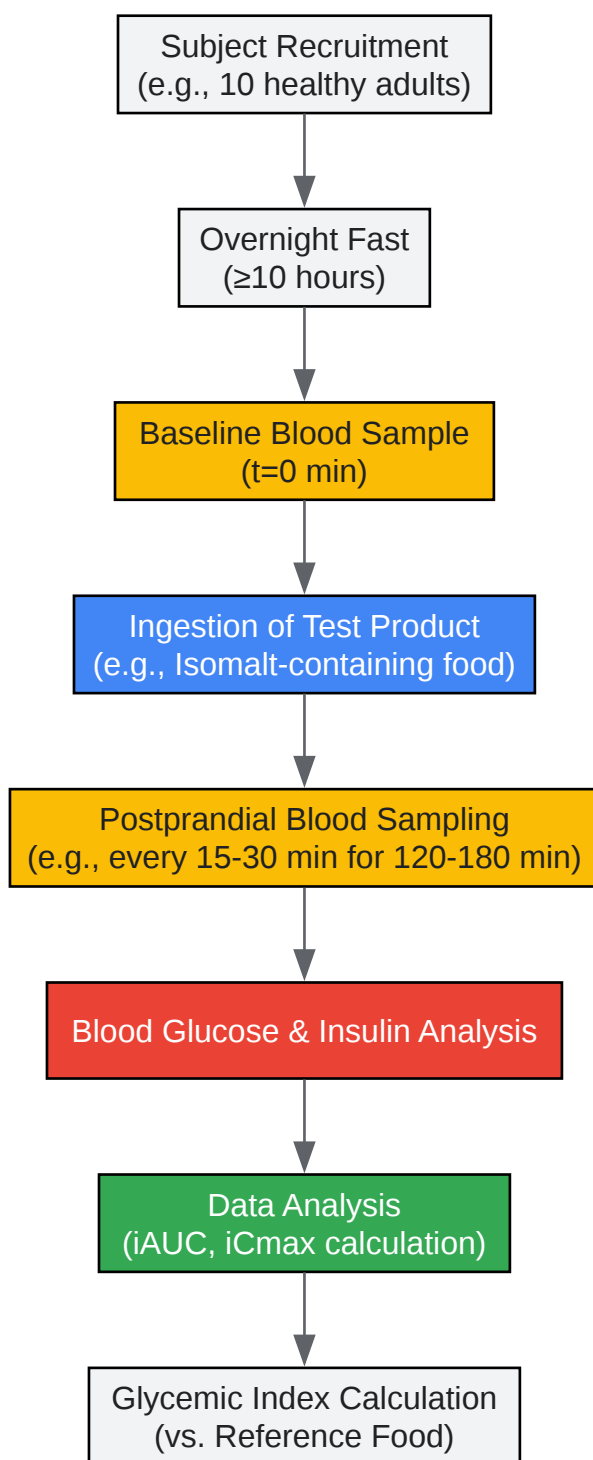 Subject Recruitment
(e.g., 10 healthy adults)
Overnight Fast
(≥10 hours)
Baseline Blood Sample
(t=0 min)
Ingestion of Test Product
(e.g., Isomalt-containing food)
Postprandial Blood Sampling
(e.g., every 15-30 min for 120-180 min)
Blood Glucose & Insulin Analysis
Data Analysis
(iAUC, iCmax calculation)
Glycemic Index Calculation
(vs. Reference Food)